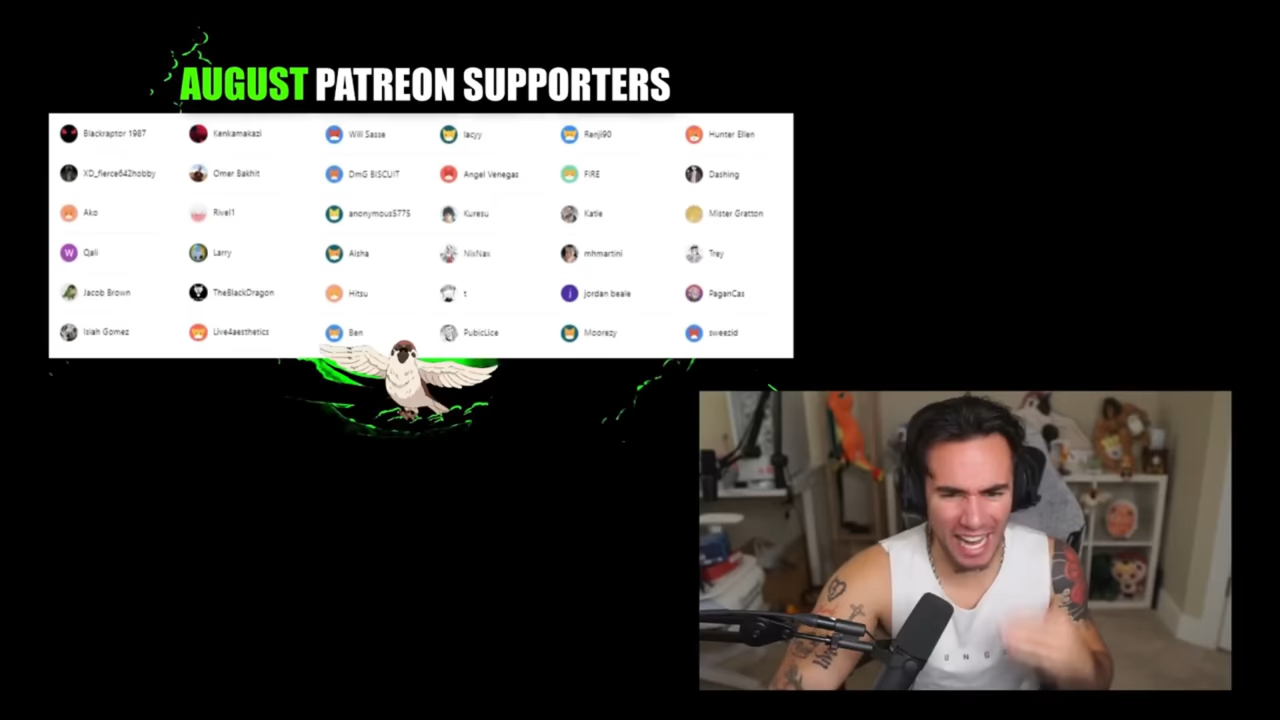 AUGUST PATREON SUPPORTERS
Blackraptor 1987 Kenkamakazi Will Sasse lacyy Renji90 Hunter Ellen
XD_fierce642hobby Omer Bakhit DmG BISCUIT Angel Venegas FIRE Dashing
Ako Rivel1 anonymous5775 Kuresu Katie Mister Gratton
W Qali Larry Aisha NixNax mhmartini Trey
Jacob Brown TheBlackDragon Hitsu t j jordan beale PaganCas
Isiah Gomez Live4aesthetics Ben PubicLice Moorezy sweezid
U N G